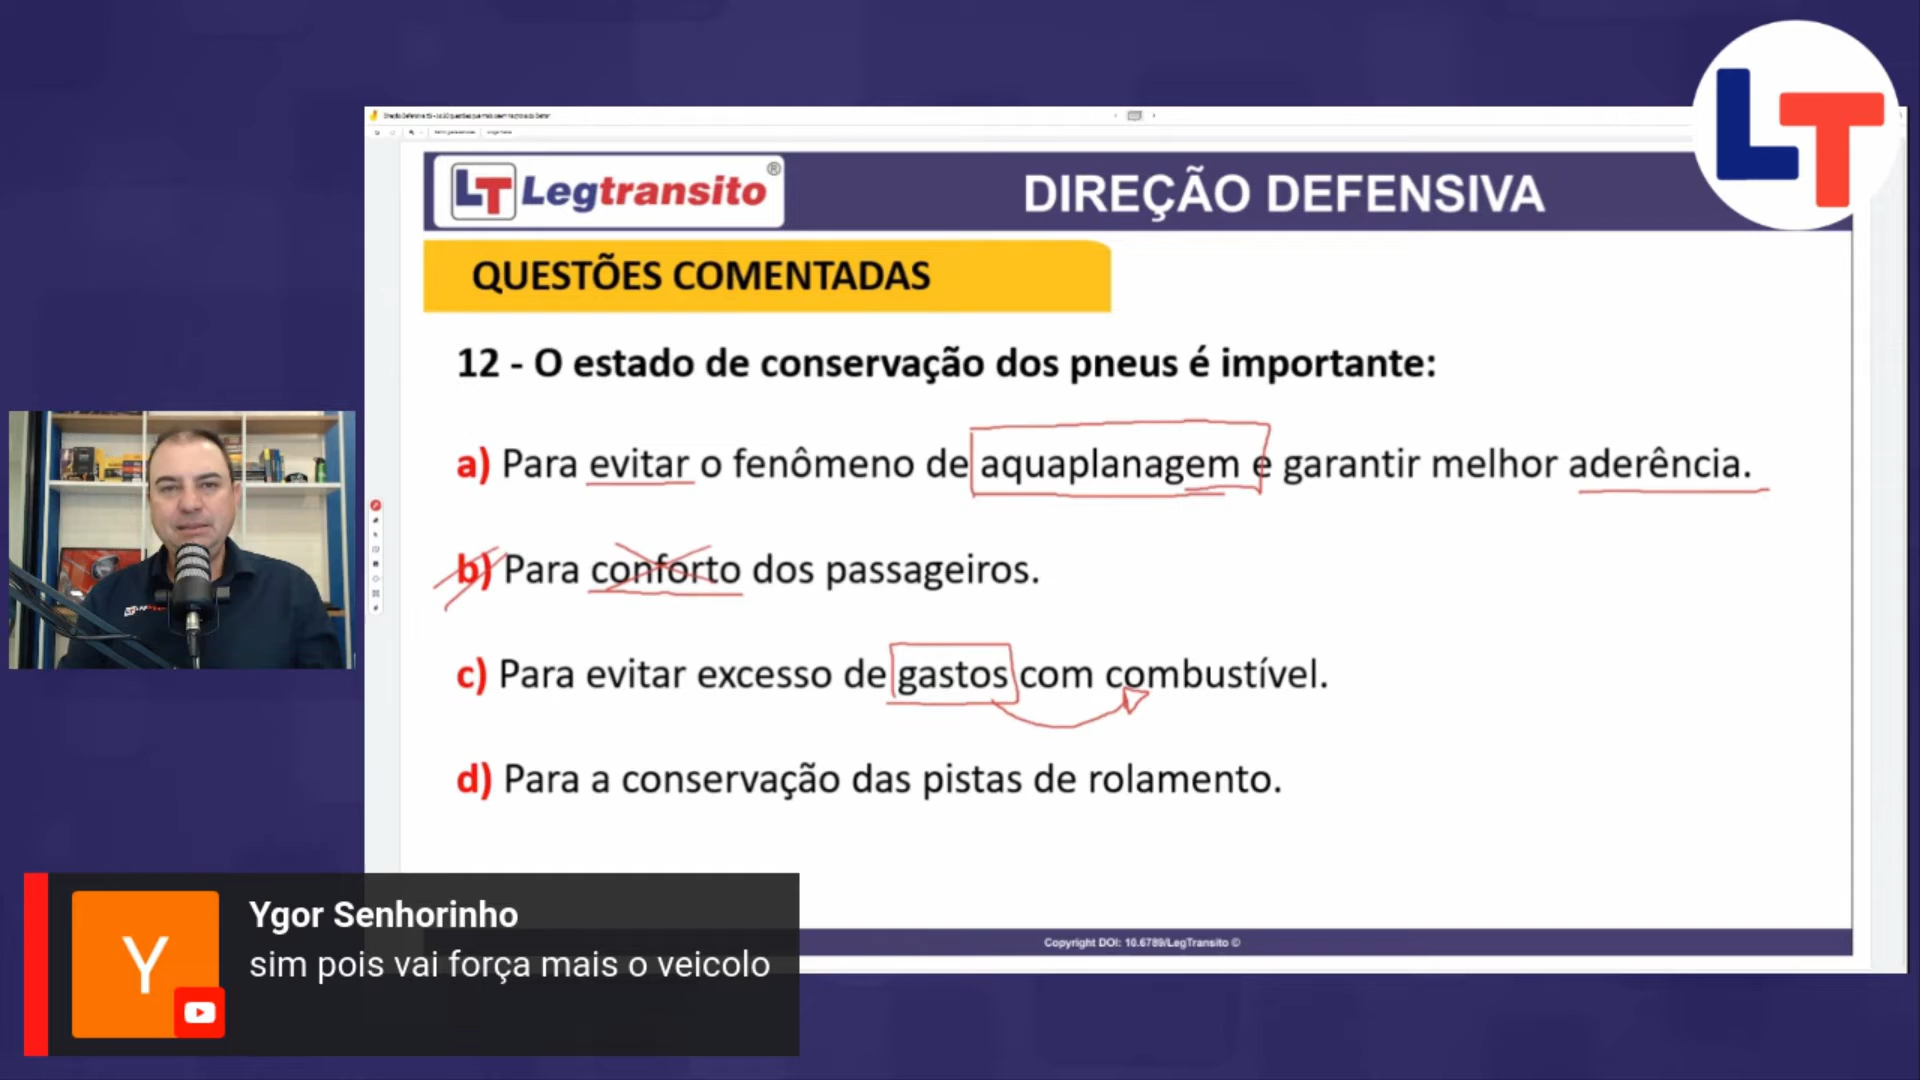 LT
LT Legtransito®
DIREÇÃO DEFENSIVA
QUESTÕES COMENTADAS
12 - O estado de conservação dos pneus é importante:
a) Para evitar o fenômeno de aquaplanagem e garantir melhor aderência.
b) Para conforto dos passageiros.
c) Para evitar excesso de gastos com combustível.
d) Para a conservação das pistas de rolamento.
Copyright DOI: 10.6789/LegTransito ©
Y
Ygor Senhorinho
sim pois vai força mais o veicolo